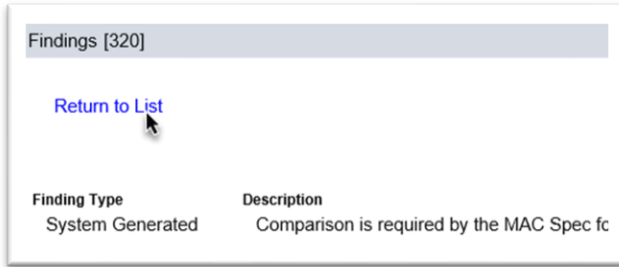 Findings [320]
Return to List
Finding Type Description
System Generated Comparison is required by the MAC Spec